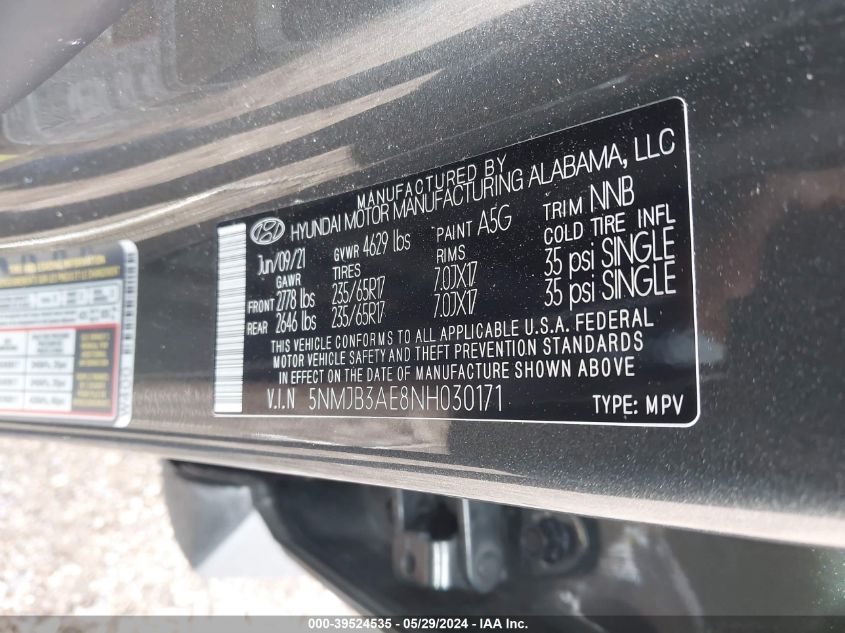 MANUFACTURED BY
HYUNDAI MOTOR MANUFACTURING ALABAMA, LLC
Jun/09/21 GVWR 4629 lbs PAINT A5G TRIM NNB
GAWR TIRES RIMS COLD TIRE INFL
FRONT 2778 lbs 235/65R17 7.0JX17 35 psi SINGLE
REAR 2646 lbs 235/65R17 7.0JX17 35 psi SINGLE
THIS VEHICLE CONFORMS TO ALL APPLICABLE U.S.A. FEDERAL
MOTOR VEHICLE SAFETY AND THEFT PREVENTION STANDARDS
IN EFFECT ON THE DATE OF MANUFACTURE SHOWN ABOVE
V.I.N 5NMJB3AE8NH030171 TYPE: MPV
000-39524535 - 05/29/2024 - IAA Inc.